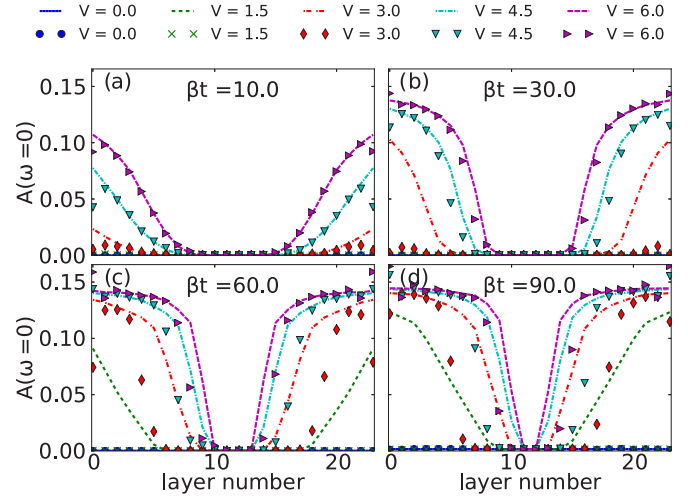 V = 0.0 V = 1.5 V = 3.0 V = 4.5 V = 6.0
V = 0.0 V = 1.5 V = 3.0 V = 4.5 V = 6.0
(a) βt =10.0
(b) βt =30.0
0.15
0.10
0.05
0.00
A(ω=0)
(c) βt =60.0
(d) βt =90.0
0.15
0.10
0.05
0.00
A(ω=0)
0 10 20 0 10 20
layer number layer number